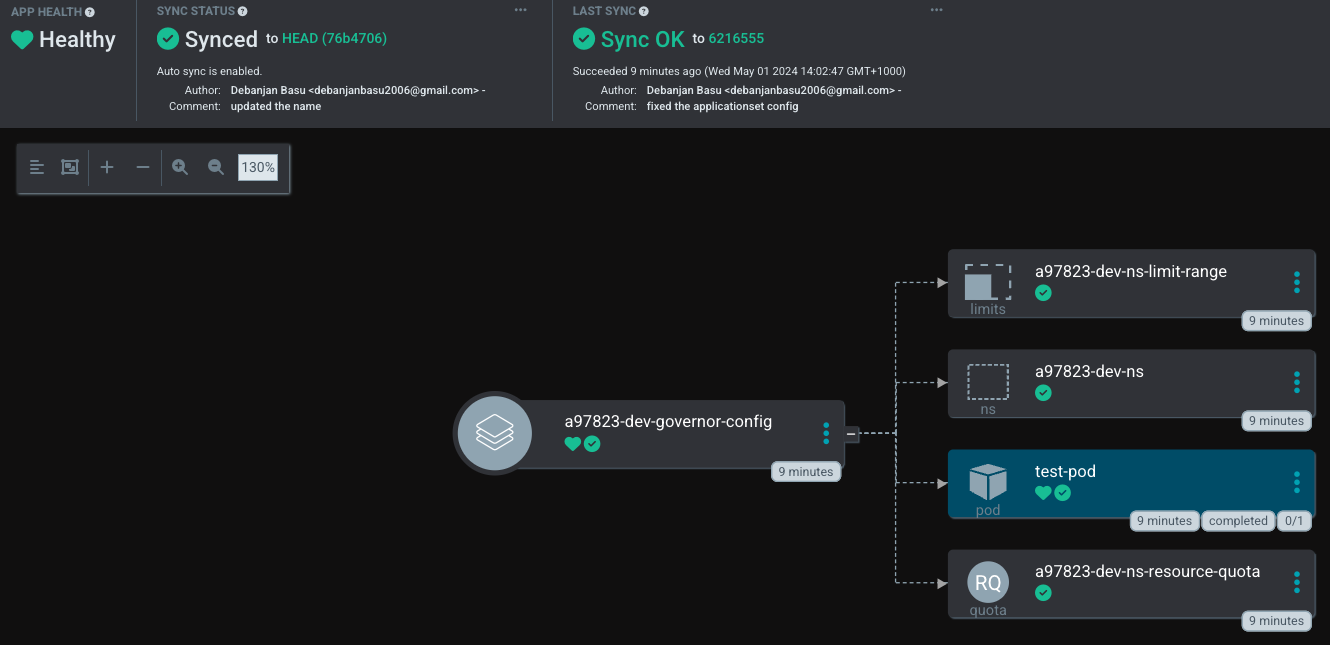 APP HEALTH
Healthy
SYNC STATUS
Synced to HEAD (76b4706)
Auto sync is enabled.
Author: Debanjan Basu <debanjanbasu2006@gmail.com> -
Comment: updated the name
LAST SYNC
Sync OK to 6216555
Succeeded 9 minutes ago (Wed May 01 2024 14:02:47 GMT+1000)
Author: Debanjan Basu <debanjanbasu2006@gmail.com> -
Comment: fixed the applicationset config
130%
a97823-dev-governor-config
9 minutes
a97823-dev-ns-limit-range
limits
9 minutes
a97823-dev-ns
ns
9 minutes
test-pod
pod
9 minutes completed 0/1
RQ
a97823-dev-ns-resource-quota
quota
9 minutes